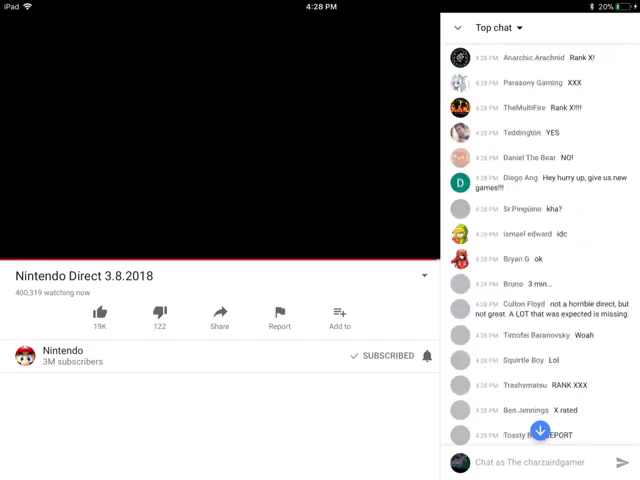 iPad 4:28 PM 20%
Top chat
4:28 PM Anarchic Arachnid Rank X!
4:28 PM Parasony Gaming XXX
4:28 PM TheMultiFire Rank X!!!!
4:28 PM Teddington YES
4:28 PM Daniel The Bear NO!
4:28 PM Diego Ang Hey hurry up, give us new
games!!!
4:28 PM Sr.Pingüino kha?
4:28 PM ismael edward idc
4:28 PM Bryan G ok
4:28 PM Bruno 3 min...
4:28 PM Colton Floyd not a horrible direct, but
not great. A LOT that was expected is missing
4:28 PM Timofei Baranovsky Woah
4:28 PM Squirtle Boy Lol
4:28 PM Trashymatsu RANK XXX
4:28 PM Ben Jennings X rated
4:28 PM Toasty EPORT
Chat as The charzairdgamer
Nintendo Direct 3.8.2018
400,319 watching now
19K 122 Share Report Add to
Nintendo
3M subscribers
SUBSCRIBED
D